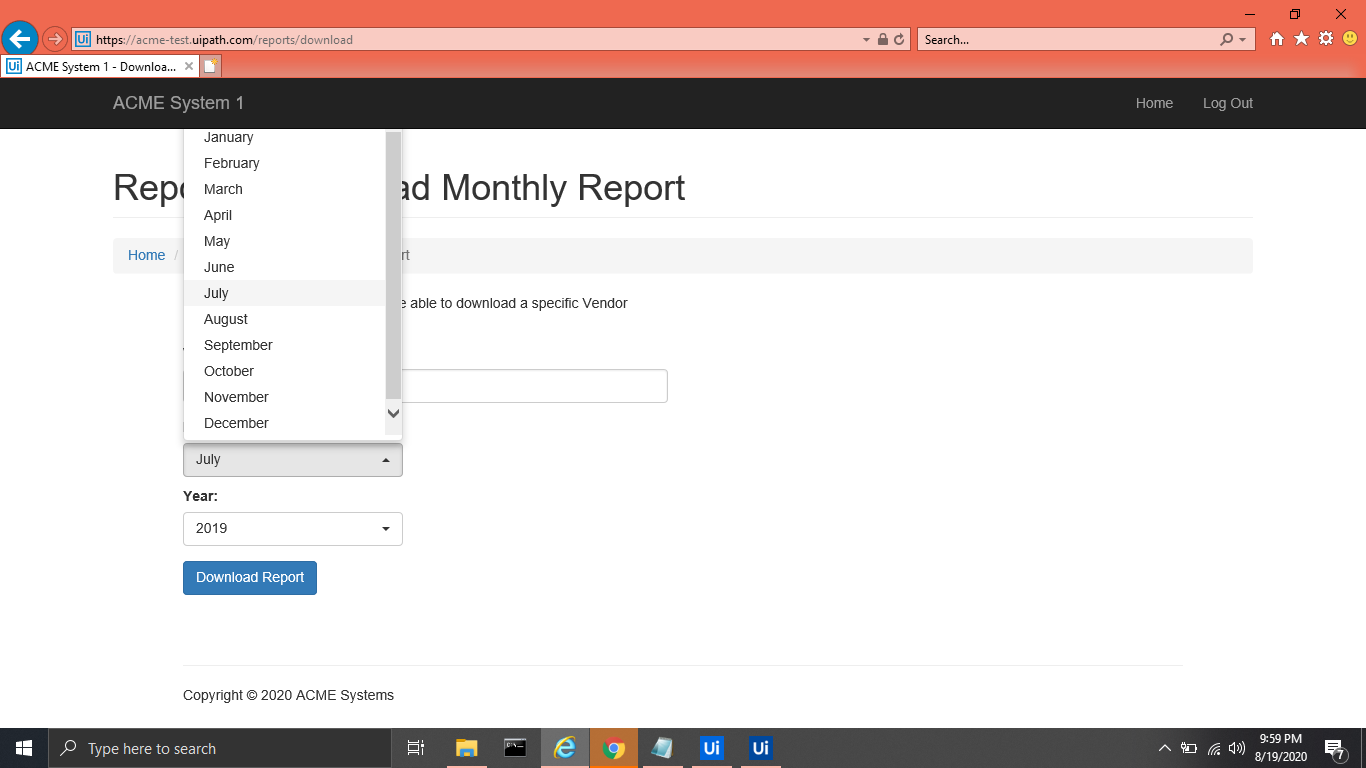 https://acme-test.uipath.com/reports/download
Search...
Ui ACME System 1 - Downloa...
ACME System 1
Home
Log Out
January
February
March
April
May
June
July
August
September
October
November
December
Repo
ad Monthly Report
Home /
rt
e able to download a specific Vendor
July
Year:
2019
Download Report
Copyright © 2020 ACME Systems
Type here to search
Ui
Ui
9:59 PM
8/19/2020
7